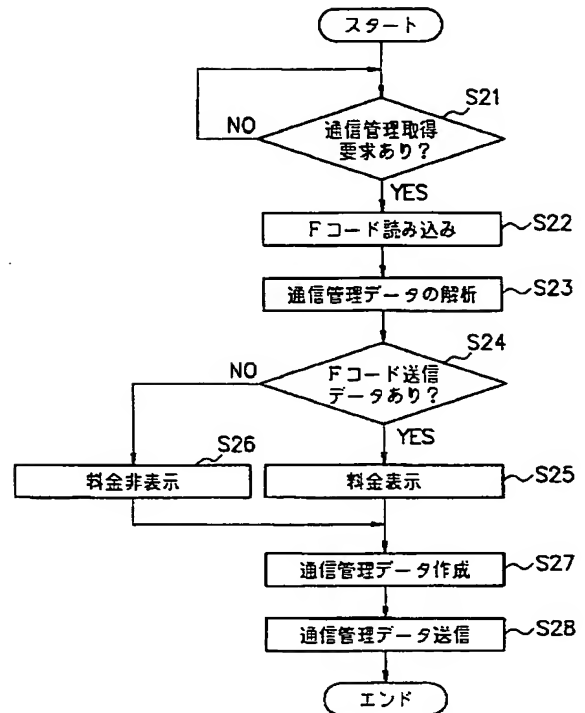 スタート
S21
NO
通信管理取得
要求あり？
YES
Fコード読み込み
S22
通信管理データの解析
S23
S24
NO
Fコード送信
データあり？
YES
S26
料金非表示
料金表示
S25
通信管理データ作成
S27
通信管理データ送信
S28
エンド